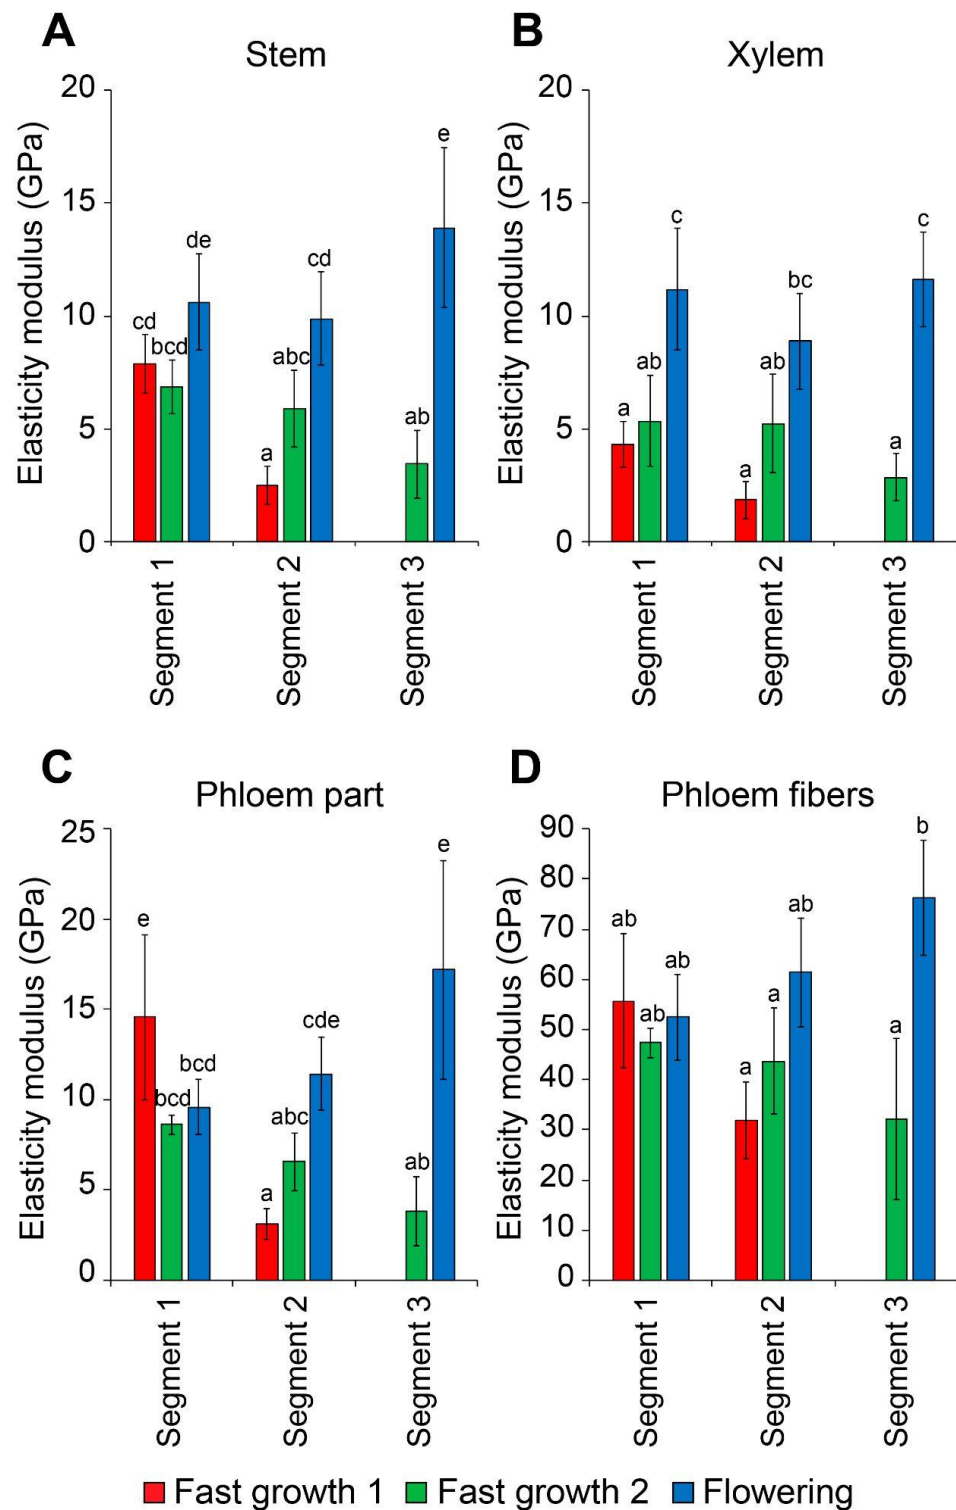 A
Stem
Elasticity modulus (GPa)
20
15
10
5
0
cd
bcd
de
a
abc
cd
ab
e
Segment 1
Segment 2
Segment 3
B
Xylem
Elasticity modulus (GPa)
20
15
10
5
0
a
ab
c
a
ab
bc
a
c
Segment 1
Segment 2
Segment 3
C
Phloem part
Elasticity modulus (GPa)
25
20
15
10
5
0
e
bcd
bcd
a
abc
cde
ab
e
Segment 1
Segment 2
Segment 3
D
Phloem fibers
Elasticity modulus (GPa)
90
80
70
60
50
40
30
20
10
0
ab
ab
ab
a
a
ab
a
b
Segment 1
Segment 2
Segment 3
Fast growth 1 Fast growth 2 Flowering